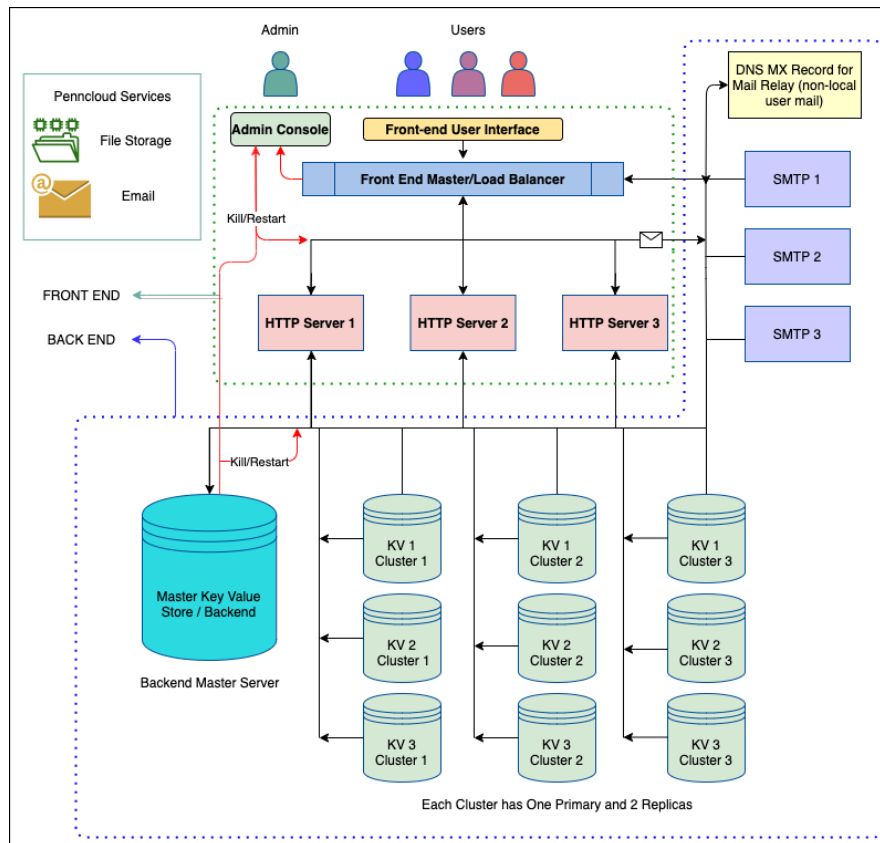 Admin
Users
Penncloud Services
File Storage
Email
DNS MX Record for
Mail Relay (non-local
user mail)
Admin Console
Front-end User Interface
Front End Master/Load Balancer
SMTP 1
Kill/Restart
SMTP 2
FRONT END
HTTP Server 1
HTTP Server 2
HTTP Server 3
BACK END
SMTP 3
Kill/Restart
KV 1
Cluster 1
KV 1
Cluster 2
KV 1
Cluster 3
Master Key Value
Store / Backend
KV 2
Cluster 1
KV 2
Cluster 2
KV 2
Cluster 3
Backend Master Server
KV 3
Cluster 1
KV 3
Cluster 2
KV 3
Cluster 3
Each Cluster has One Primary and 2 Replicas